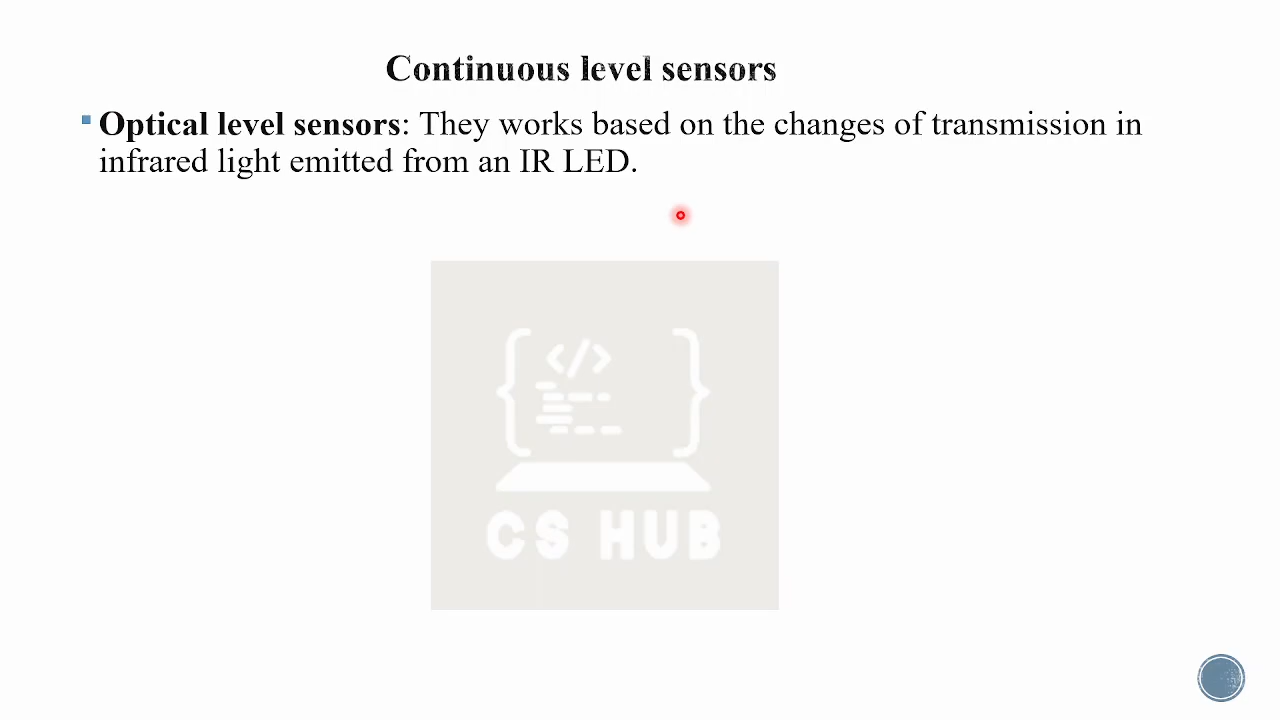 Continuous level sensors
Optical level sensors: They works based on the changes of transmission in
infrared light emitted from an IR LED.
</>
CS HUB